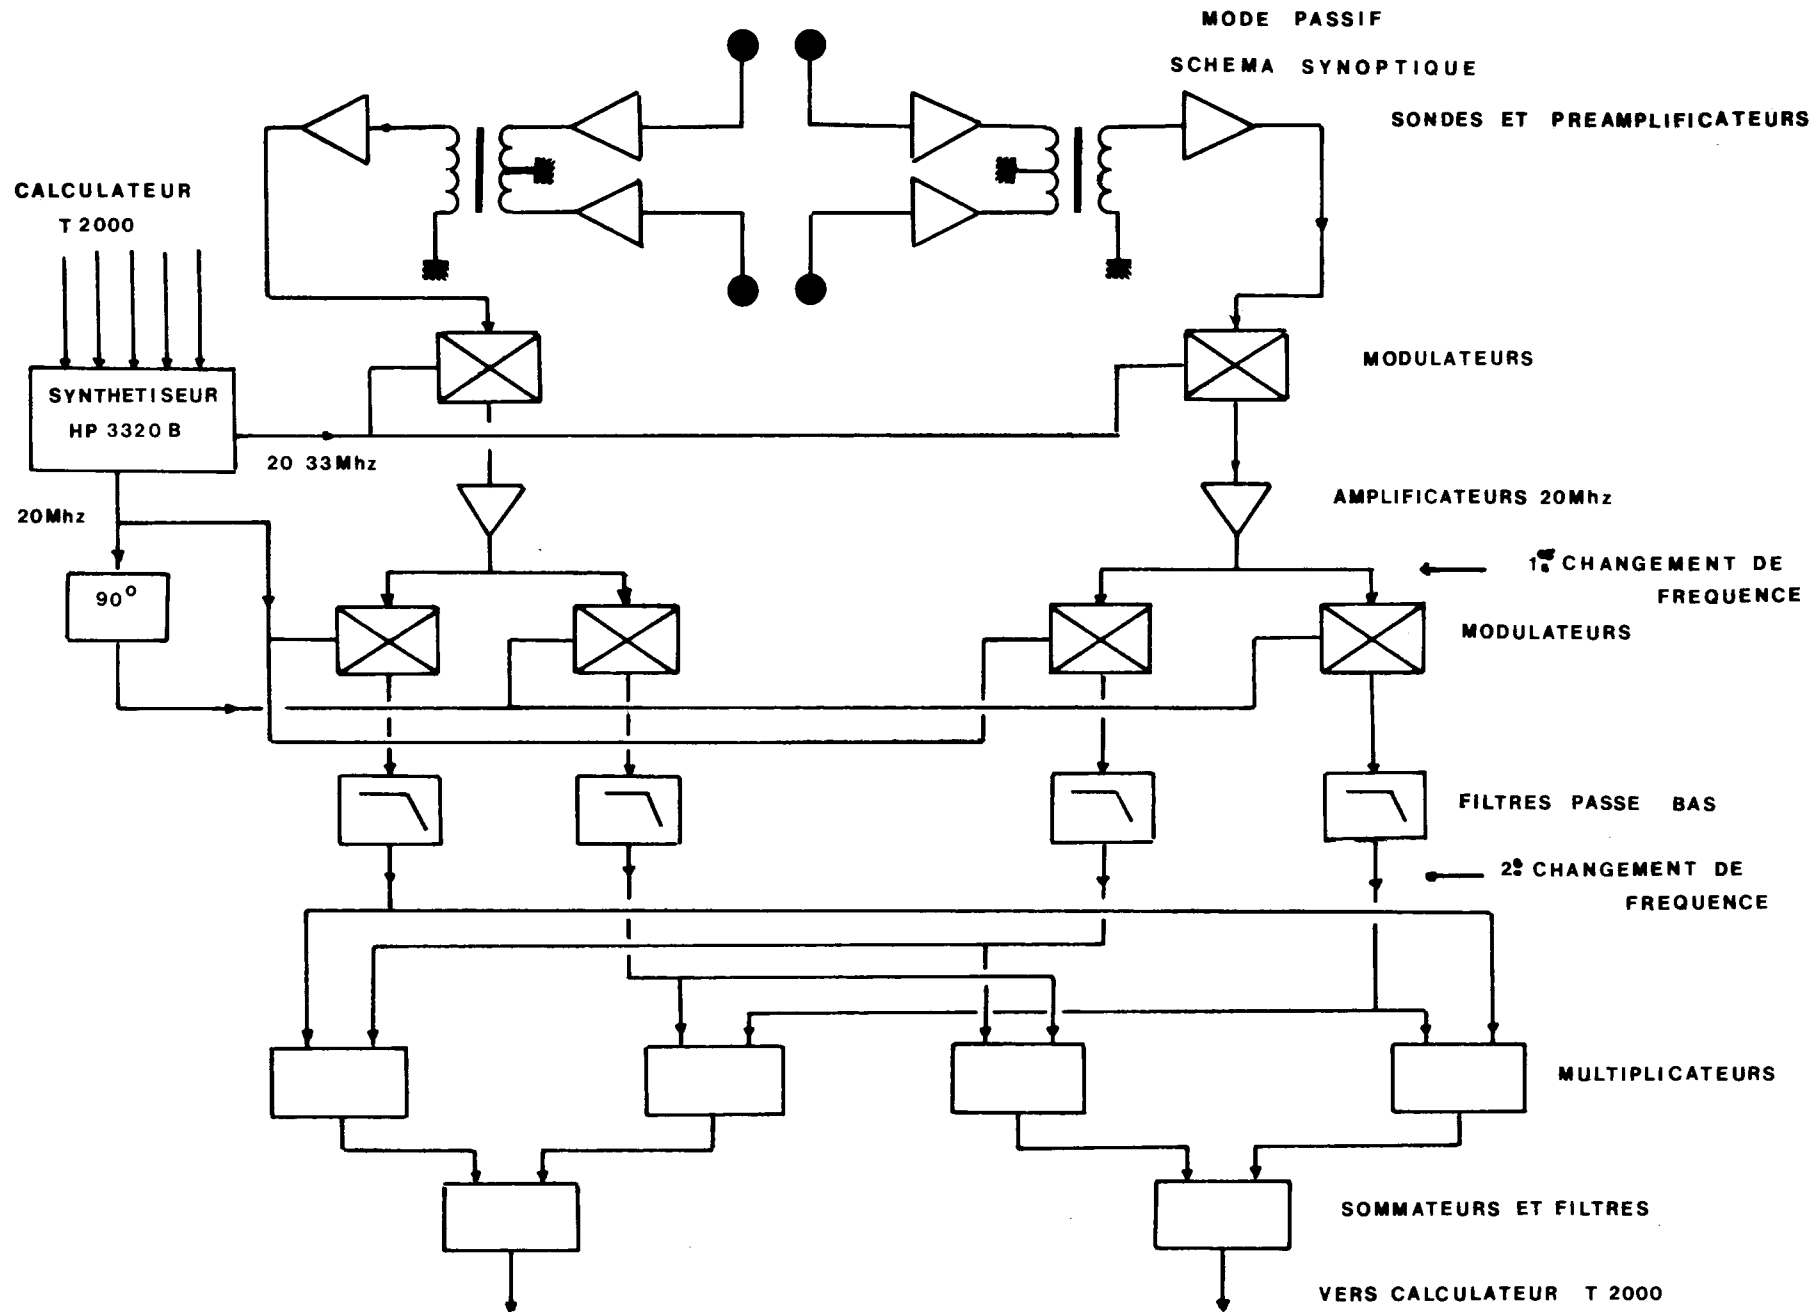 MODE PASSIF
SCHEMA SYNOPTIQUE
SONDES ET PREAMPLIFICATEURS
CALCULATEUR
T 2000
SYNTHETISEUR
HP 3320 B
20 33Mhz
20Mhz
90°
MODULATEURS
AMPLIFICATEURS 20Mhz
1er CHANGEMENT DE
FREQUENCE
MODULATEURS
FILTRES PASSE BAS
2e CHANGEMENT DE
FREQUENCE
MULTIPLICATEURS
SOMMATEURS ET FILTRES
VERS CALCULATEUR T 2000